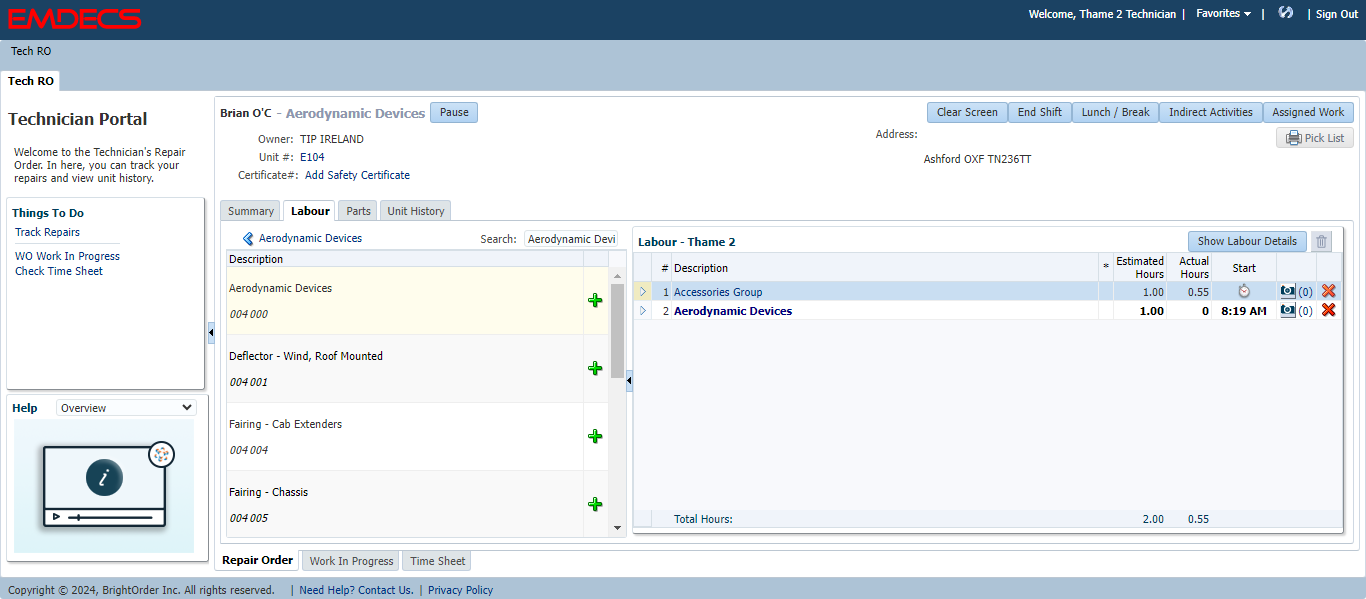 EMDECS
Welcome, Thame 2 Technician | Favorites | | Sign Out
Tech RO
Tech RO
Technician Portal
Welcome to the Technician's Repair
Order. In here, you can track your
repairs and view unit history.
Things To Do
Track Repairs
WO Work In Progress
Check Time Sheet
Help Overview
i
Brian O'C - Aerodynamic Devices Pause
Clear Screen End Shift Lunch / Break Indirect Activities Assigned Work
Owner: TIP IRELAND
Unit #: E104
Certificate#: Add Safety Certificate
Address:
Pick List
Ashford OXF TN236TT
Summary Labour Parts Unit History
Aerodynamic Devices Search: Aerodynamic Devi
Description
Aerodynamic Devices
004 000
Deflector - Wind, Roof Mounted
004 001
Fairing - Cab Extenders
004 004
Fairing - Chassis
004 005
Labour - Thame 2 Show Labour Details
# Description * Estimated Hours Actual Hours Start
1 Accessories Group 1.00 0.55 (0)
2 Aerodynamic Devices 1.00 0 8:19 AM (0)
Total Hours: 2.00 0.55
Repair Order Work In Progress Time Sheet
Copyright © 2024, BrightOrder Inc. All rights reserved. | Need Help? Contact Us. | Privacy Policy